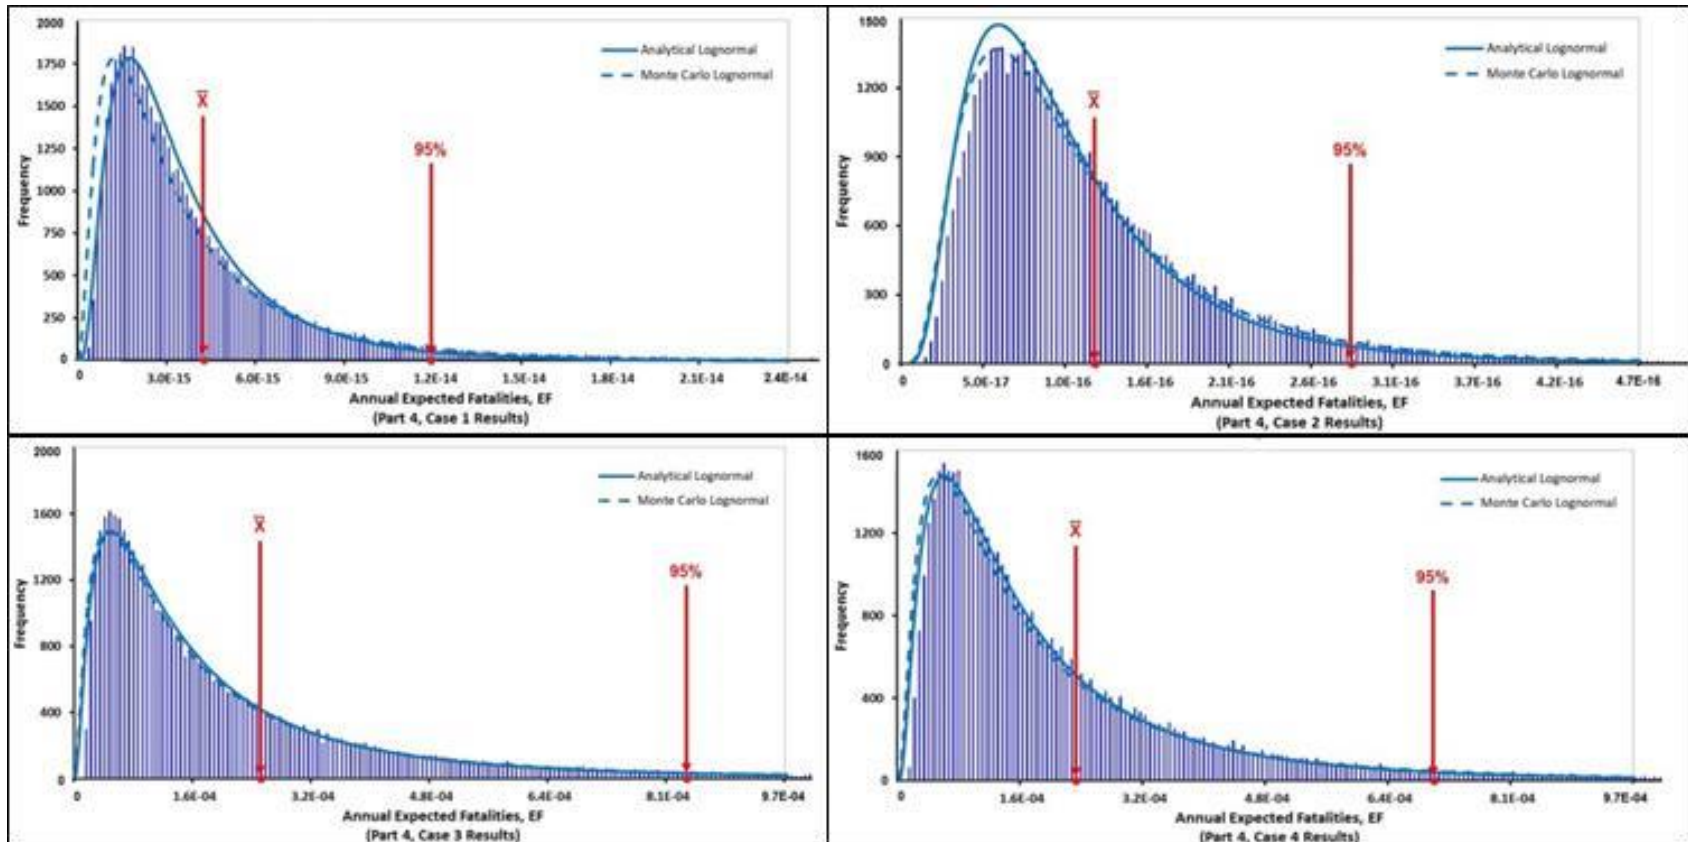 2000
1750
1500
1250
1000
750
500
250
0
Frequency
Analytical Lognormal
Monte Carlo Lognormal
X̅
95%
0 3.0E-15 6.0E-15 9.0E-15 1.2E-14 1.5E-14 1.8E-14 2.1E-14 2.4E-14
Annual Expected Fatalities, EF
(Part 4, Case 1 Results)
1500
1200
900
600
300
0
Frequency
Analytical Lognormal
Monte Carlo Lognormal
X̅
95%
0 5.0E-17 1.0E-16 1.6E-16 2.1E-16 2.6E-16 3.1E-16 3.7E-16 4.2E-16 4.7E-16
Annual Expected Fatalities, EF
(Part 4, Case 2 Results)
2000
1600
1200
800
400
0
Frequency
Analytical Lognormal
Monte Carlo Lognormal
X̅
95%
0 1.6E-04 3.2E-04 4.8E-04 6.4E-04 8.1E-04 9.7E-04
Annual Expected Fatalities, EF
(Part 4, Case 3 Results)
1600
1200
800
400
0
Frequency
Analytical Lognormal
Monte Carlo Lognormal
X̅
95%
0 1.6E-04 3.2E-04 4.8E-04 6.4E-04 8.1E-04 9.7E-04
Annual Expected Fatalities, EF
(Part 4, Case 4 Results)